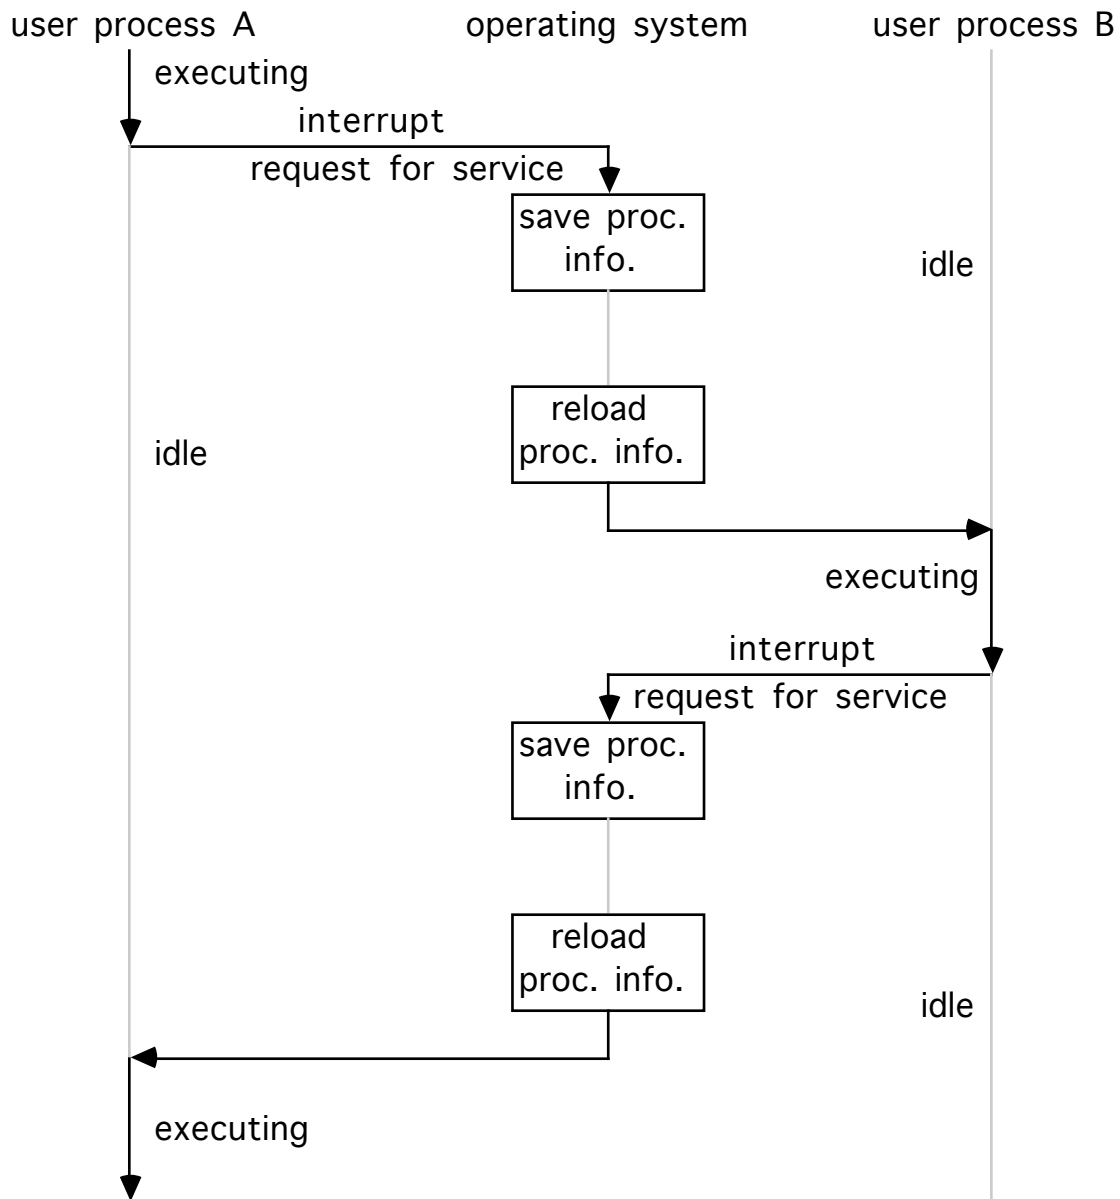 user process A
operating system
user process B
executing
interrupt
request for service
save proc.
info.
idle
reload
proc. info.
idle
executing
interrupt
request for service
save proc.
info.
reload
proc. info.
idle
executing